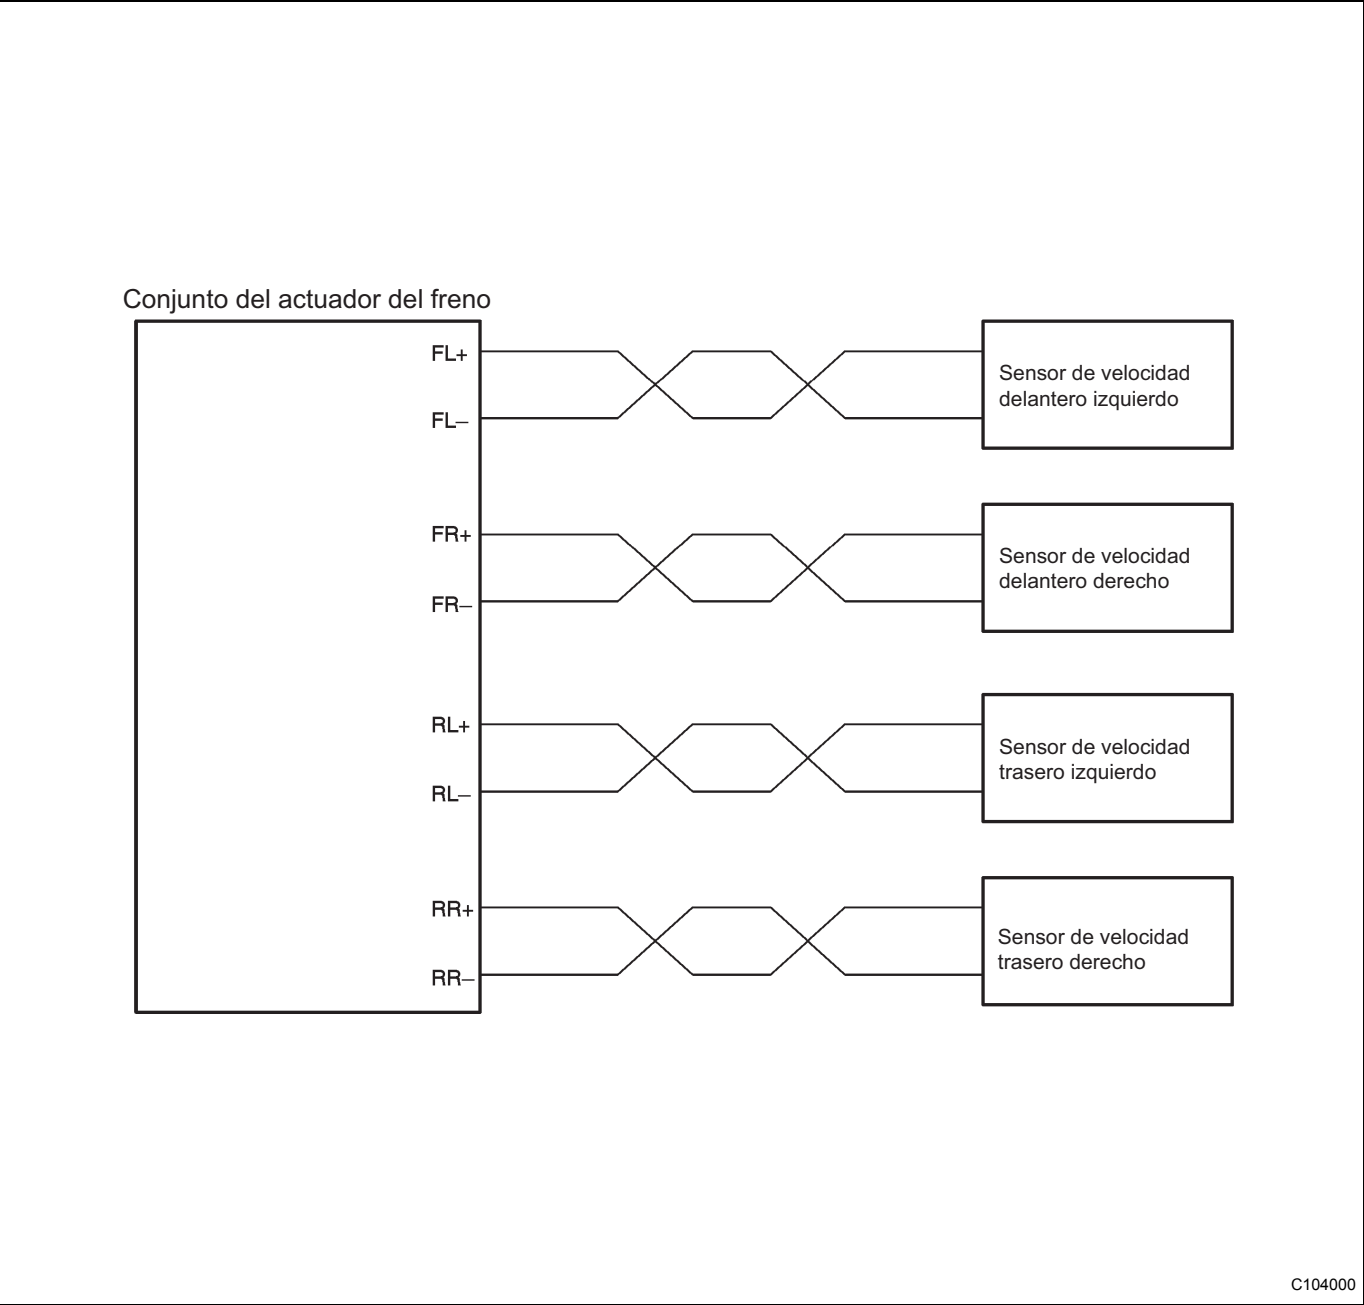 Conjunto del actuador del freno
FL+
Sensor de velocidad
delantero izquierdo
FL–
FR+
Sensor de velocidad
delantero derecho
FR–
RL+
Sensor de velocidad
trasero izquierdo
RL–
RR+
Sensor de velocidad
trasero derecho
RR–
C104000